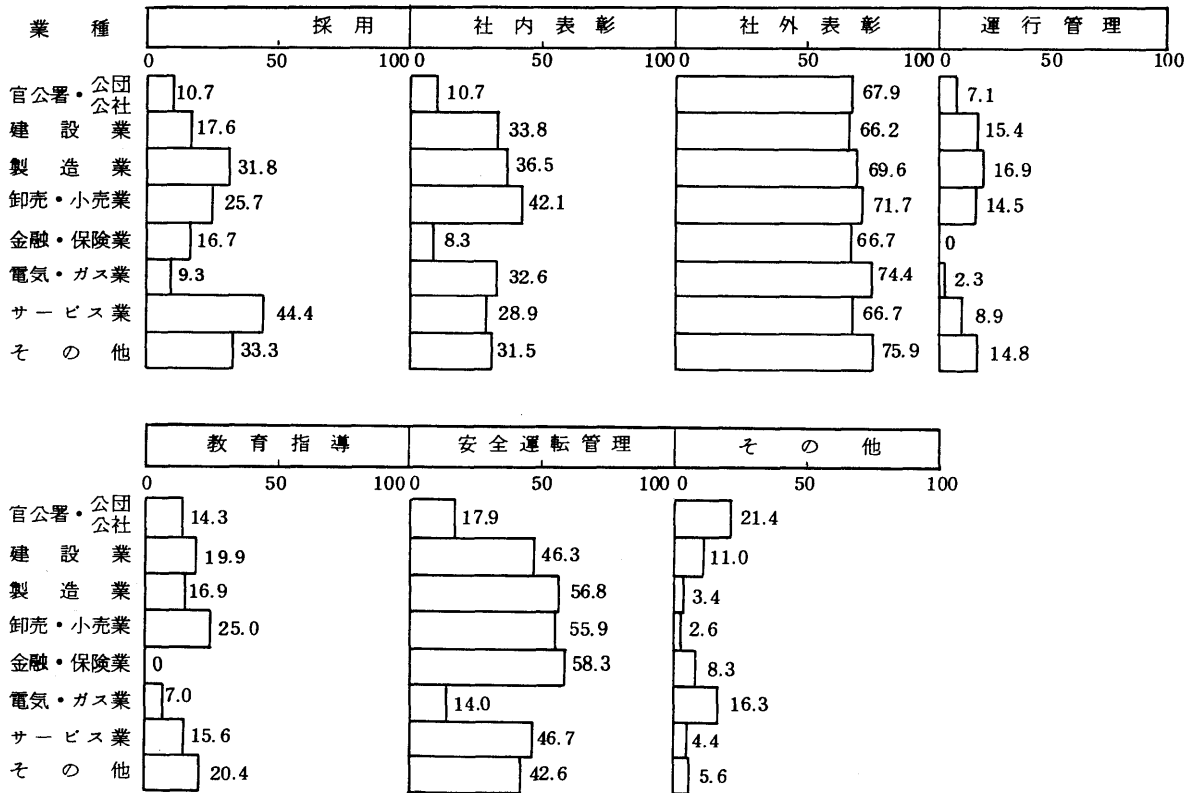 業種 採用 社内表彰 社外表彰 運行管理
0 50 100 0 50 100 0 50 100 0 50 100
官公署・公団公社 10.7 10.7 67.9 7.1
建設業 17.6 33.8 66.2 15.4
製造業 31.8 36.5 69.6 16.9
卸売・小売業 25.7 42.1 71.7 14.5
金融・保険業 16.7 8.3 66.7 0
電気・ガス業 9.3 32.6 74.4 2.3
サービス業 44.4 28.9 66.7 8.9
その他 33.3 31.5 75.9 14.8
教育指導 安全運転管理 その他
0 50 100 0 50 100 0 50 100
官公署・公団公社 14.3 17.9 21.4
建設業 19.9 46.3 11.0
製造業 16.9 56.8 3.4
卸売・小売業 25.0 55.9 2.6
金融・保険業 0 58.3 8.3
電気・ガス業 7.0 14.0 16.3
サービス業 15.6 46.7 4.4
その他 20.4 42.6 5.6